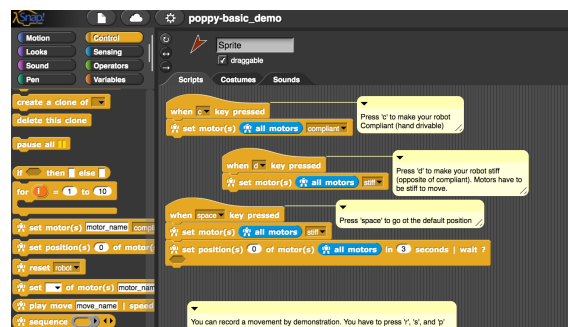 Snap!
poppy-basic_demo
Motion Control
Looks Sensing
Sound Operators
Pen Variables
Sprite
draggable
Scripts Costumes Sounds
create a clone of
delete this clone
pause all
if then else
for i = 1 to 10
set motor(s) motor_name compl
set position(s) 0 of motor(
reset robot
set of motor(s) motor_nam
play move move_name | speed
sequence
when c key pressed
set motor(s) all motors compliant
Press 'c' to make your robot
Compliant (hand drivable)
when d key pressed
set motor(s) all motors stiff
Press 'd' to make your robot stiff
(opposite of compliant). Motors have to
be stiff to move.
when space key pressed
set motor(s) all motors stiff
set position(s) 0 of motor(s) all motors in 3 seconds | wait ?
Press 'space' to go ot the default position
You can record a movement by demonstration. You have to press 'r', 's', and 'p'